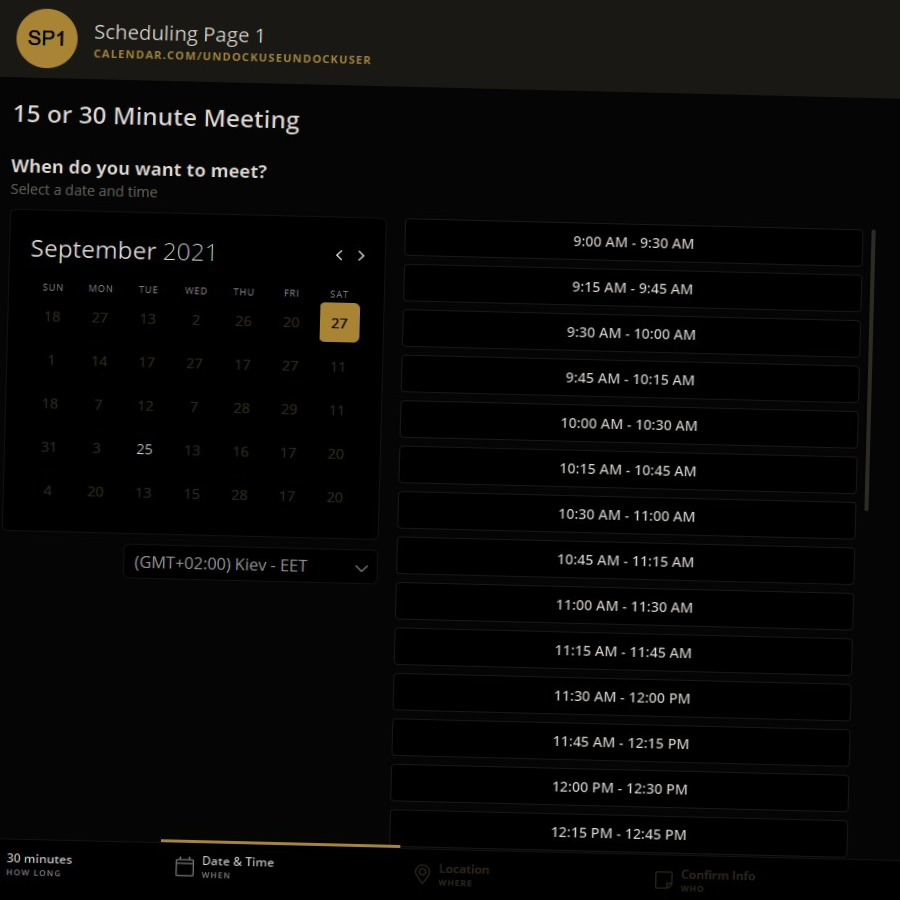 SP1
Scheduling Page 1
CALENDAR.COM/UNDOCKUSEUNDOCKUSER
15 or 30 Minute Meeting
When do you want to meet?
Select a date and time
September 2021
SUN MON TUE WED THU FRI SAT
18 27 13 2 26 20 27
1 14 17 27 17 27 11
18 7 12 7 28 29 11
31 3 25 13 16 17 20
4 20 13 15 28 17 20
(GMT+02:00) Kiev - EET
9:00 AM - 9:30 AM
9:15 AM - 9:45 AM
9:30 AM - 10:00 AM
9:45 AM - 10:15 AM
10:00 AM - 10:30 AM
10:15 AM - 10:45 AM
10:30 AM - 11:00 AM
10:45 AM - 11:15 AM
11:00 AM - 11:30 AM
11:15 AM - 11:45 AM
11:30 AM - 12:00 PM
11:45 AM - 12:15 PM
12:00 PM - 12:30 PM
12:15 PM - 12:45 PM
30 minutes
HOW LONG
Date & Time
WHEN
Location
WHERE
Confirm Info
WHO